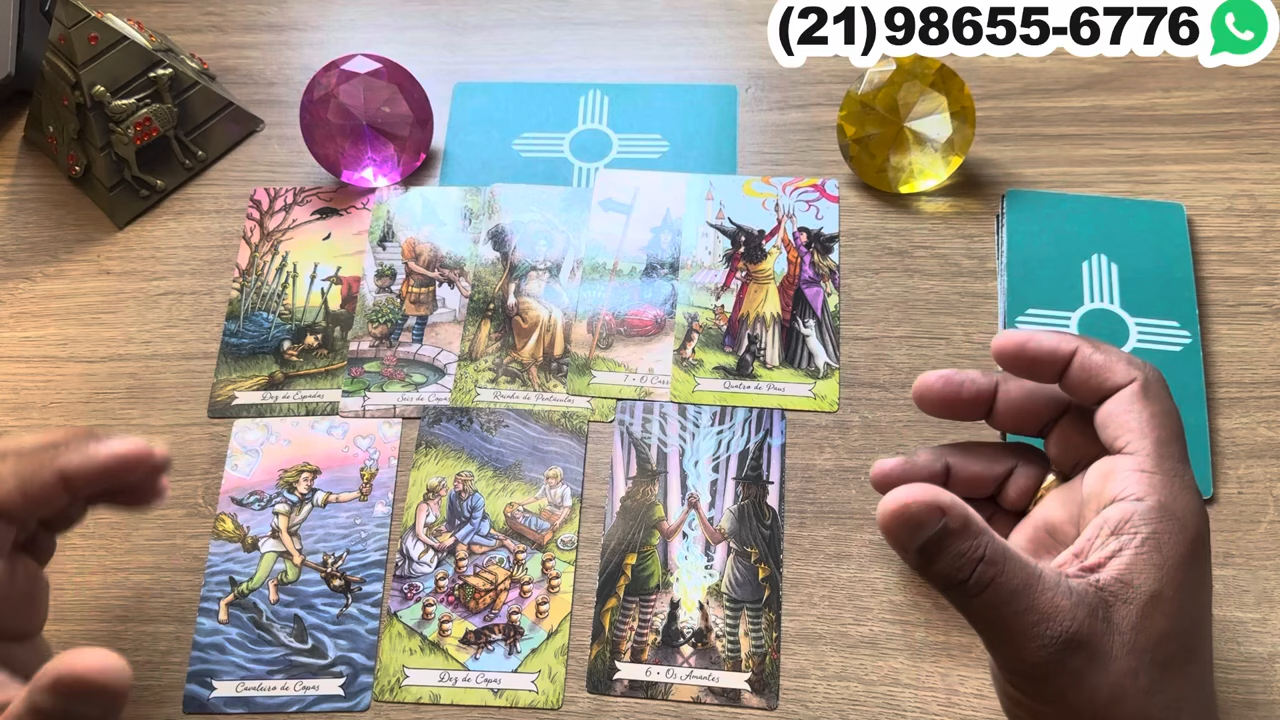 (21)98655-6776
Dez de Espadas
Seis de Copas
Rainha de Pentáculos
7 • O Carro
Quatro de Paus
Cavaleiro de Copas
Dez de Copas
6 • Os Amantes